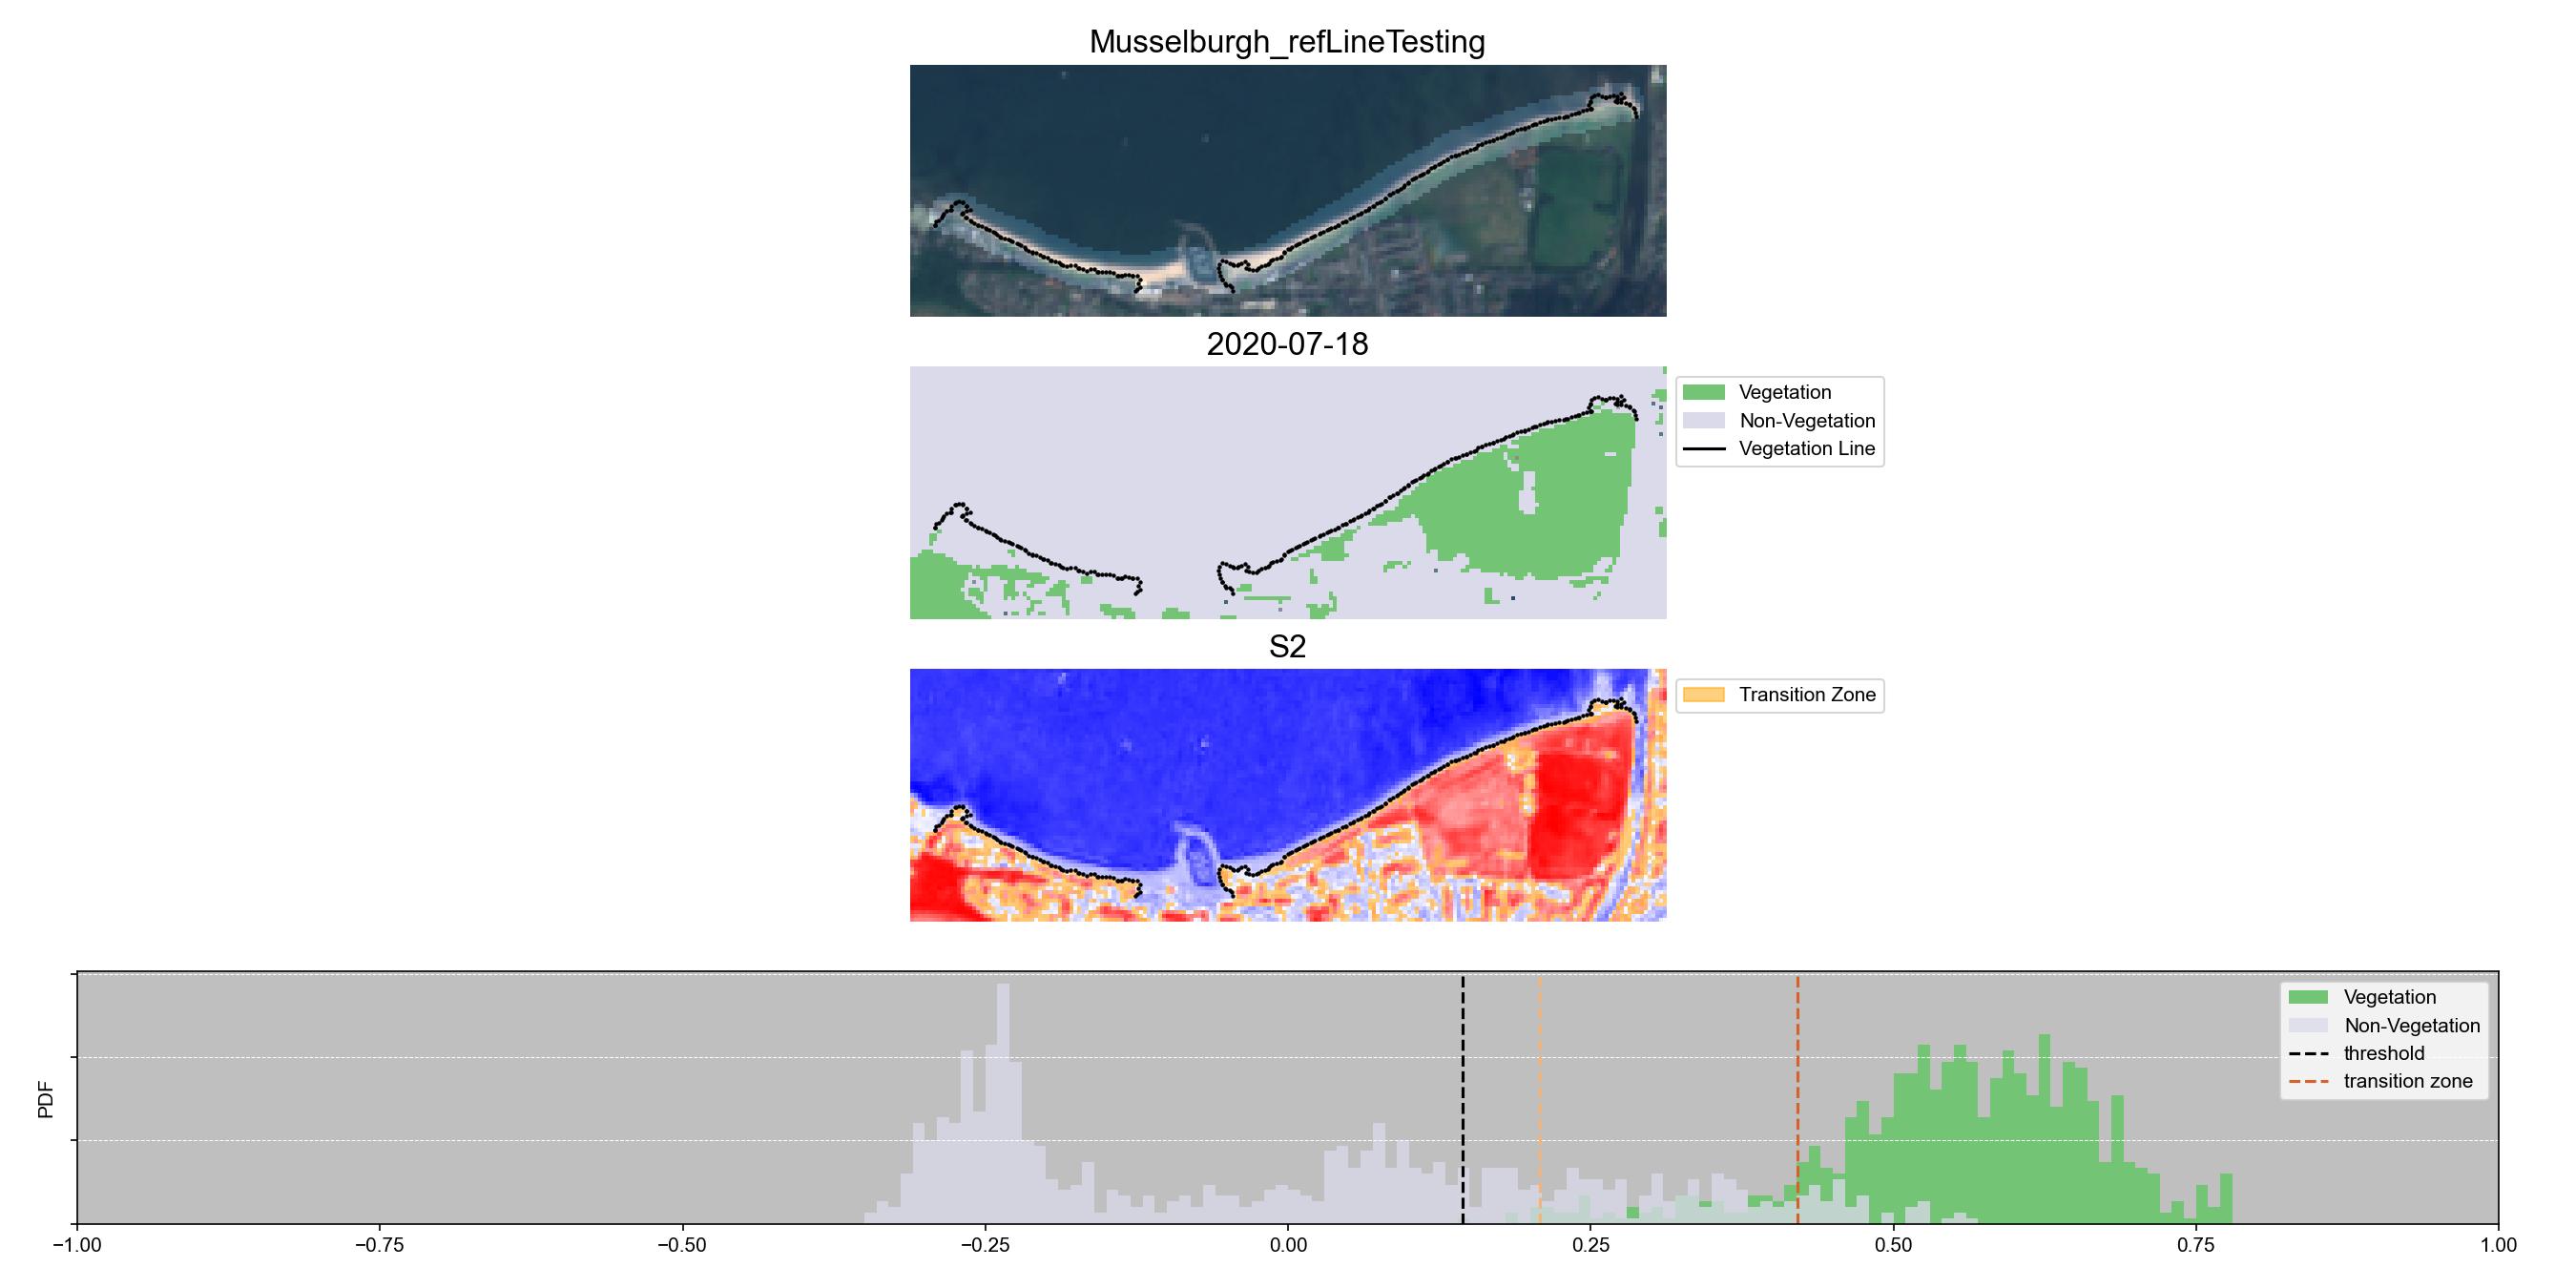 Musselburgh_refLineTesting
2020-07-18
Vegetation
Non-Vegetation
Vegetation Line
S2
Transition Zone
PDF
Vegetation
Non-Vegetation
threshold
transition zone
−1.00 −0.75 −0.50 −0.25 0.00 0.25 0.50 0.75 1.00